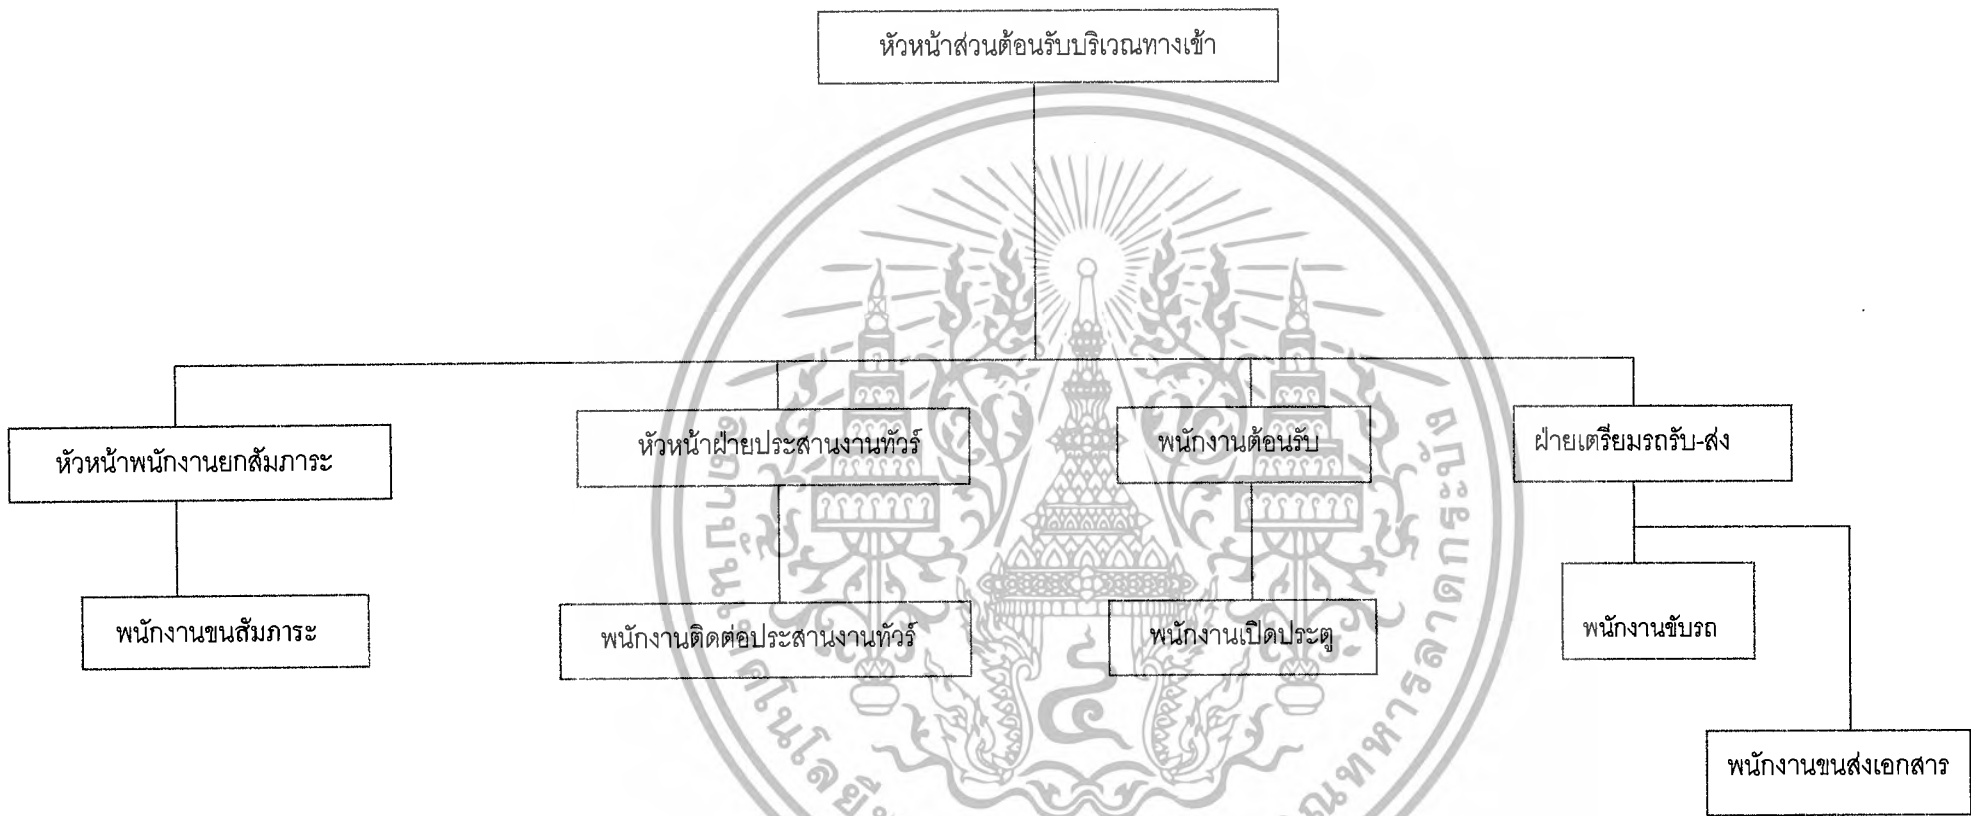 หัวหน้าส่วนต้อนรับบริเวณทางเข้า
หัวหน้าพนักงานยกสัมภาระ
หัวหน้าฝ่ายประสานงานทัวร์
พนักงานต้อนรับ
ฝ่ายเตรียมรถรับ-ส่ง
พนักงานขนสัมภาระ
พนักงานติดต่อประสานงานทัวร์
พนักงานเปิดประตู
พนักงานขับรถ
พนักงานขนส่งเอกสาร